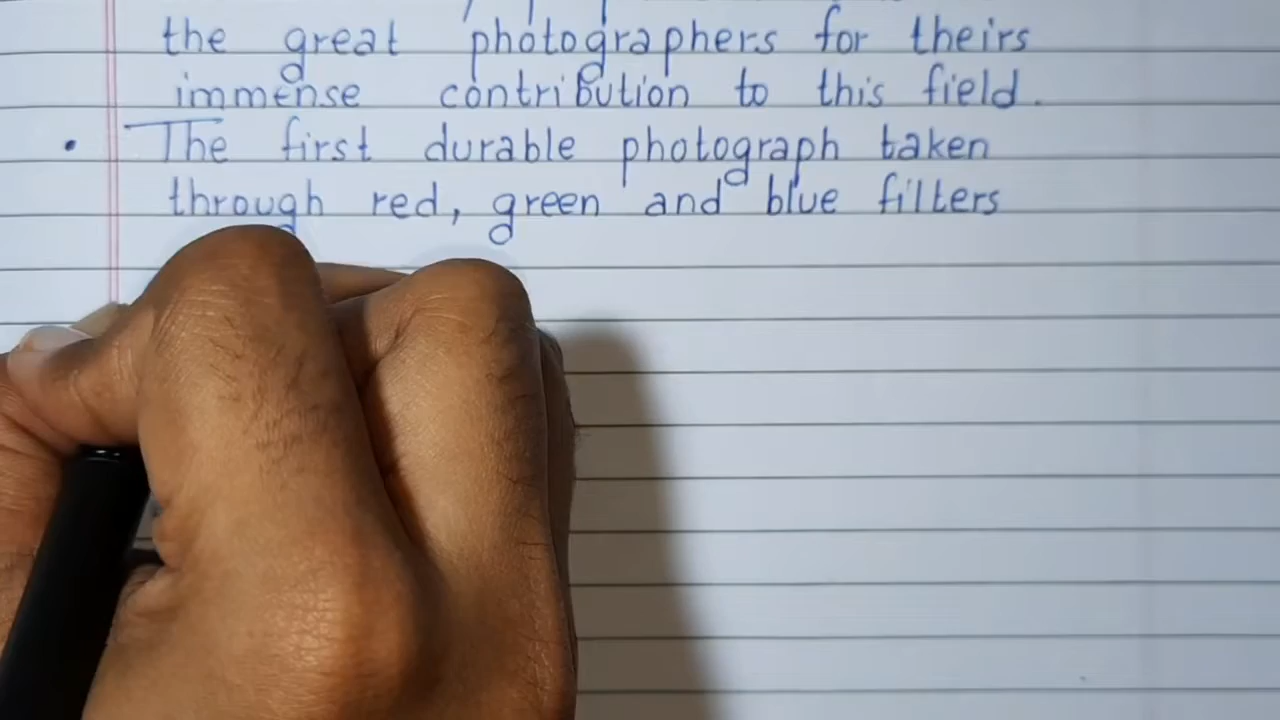 the great photographers for theirs
immense contribution to this field.
• The first durable photograph taken
through red, green and blue filters